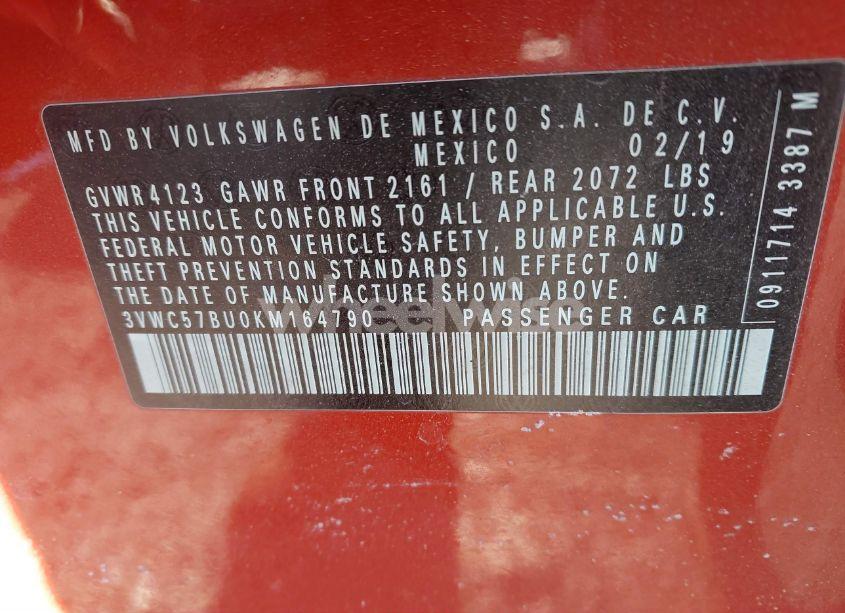 MFD BY VOLKSWAGEN DE MEXICO S.A. DE C.V.
MEXICO 02/19
GVWR 4123 GAWR FRONT 2161 / REAR 2072 LBS
THIS VEHICLE CONFORMS TO ALL APPLICABLE U.S.
FEDERAL MOTOR VEHICLE SAFETY, BUMPER AND
THEFT PREVENTION STANDARDS IN EFFECT ON
THE DATE OF MANUFACTURE SHOWN ABOVE.
3VWC57BU0KM164790 PASSENGER CAR
0911714 3387 M